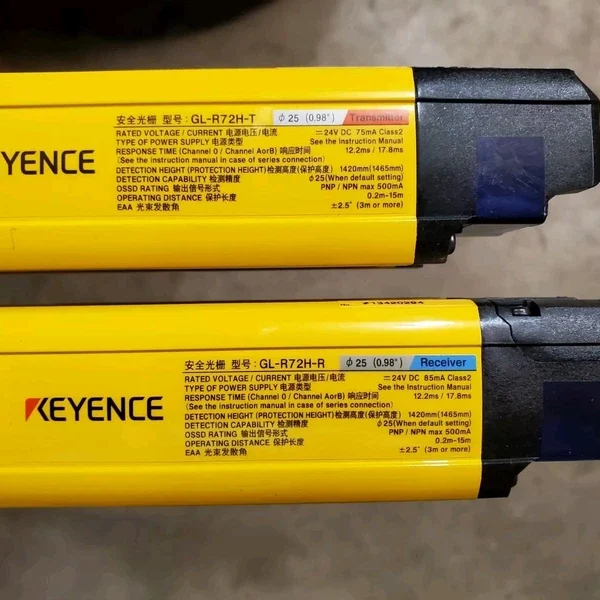 YENCE
安全光栅 型号: GL-R72H-T ϕ25 (0.98") Transmitter
RATED VOLTAGE / CURRENT 电源电压/电流 ⎓24V DC 75mA Class2
TYPE OF POWER SUPPLY 电源类型 See the Instruction Manual
RESPONSE TIME (Channel 0 / Channel AorB) 响应时间 12.2ms / 17.8ms
(See the instruction manual in case of series connection)
DETECTION HEIGHT (PROTECTION HEIGHT) 检测高度(保护高度) 1420mm(1465mm)
DETECTION CAPABILITY 检测精度 ϕ25(When default setting)
OSSD RATING 输出信号形式 PNP / NPN max 500mA
OPERATING DISTANCE 保护长度 0.2m~15m
EAA 光束发散角 ±2.5° (3m or more)
KEYENCE
安全光栅 型号: GL-R72H-R ϕ25 (0.98") Receiver
RATED VOLTAGE / CURRENT 电源电压/电流 ⎓24V DC 85mA Class2
TYPE OF POWER SUPPLY 电源类型 See the Instruction Manual
RESPONSE TIME (Channel 0 / Channel AorB) 响应时间 12.2ms / 17.8ms
(See the instruction manual in case of series connection)
DETECTION HEIGHT (PROTECTION HEIGHT) 检测高度(保护高度) 1420mm(1465mm)
DETECTION CAPABILITY 检测精度 ϕ25(When default setting)
OSSD RATING 输出信号形式 PNP / NPN max 500mA
OPERATING DISTANCE 保护长度 0.2m~15m
EAA 光束发散角 ±2.5° (3m or more)